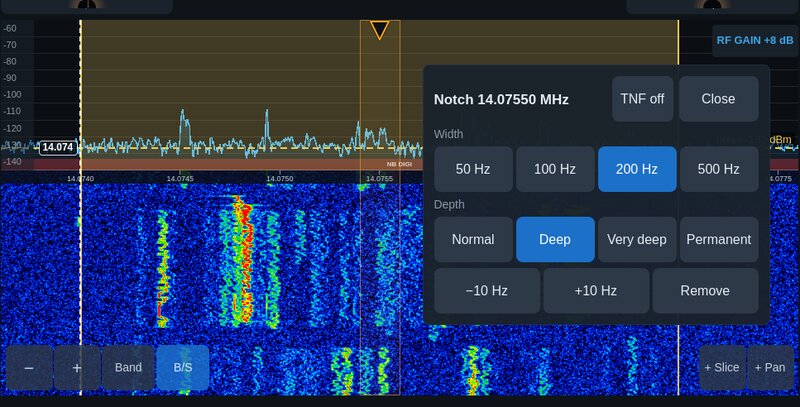 -60
-70
-80
-90
-100
-110
-120
-130
-140
RF GAIN +8 dB
dBm
14.074
NB DIGI
14.0740 14.0745 14.0750 14.0755 14.0775
Notch 14.07550 MHz
TNF off
Close
Width
50 Hz 100 Hz 200 Hz 500 Hz
Depth
Normal Deep Very deep Permanent
−10 Hz +10 Hz Remove
− + Band B/S + Slice + Pan